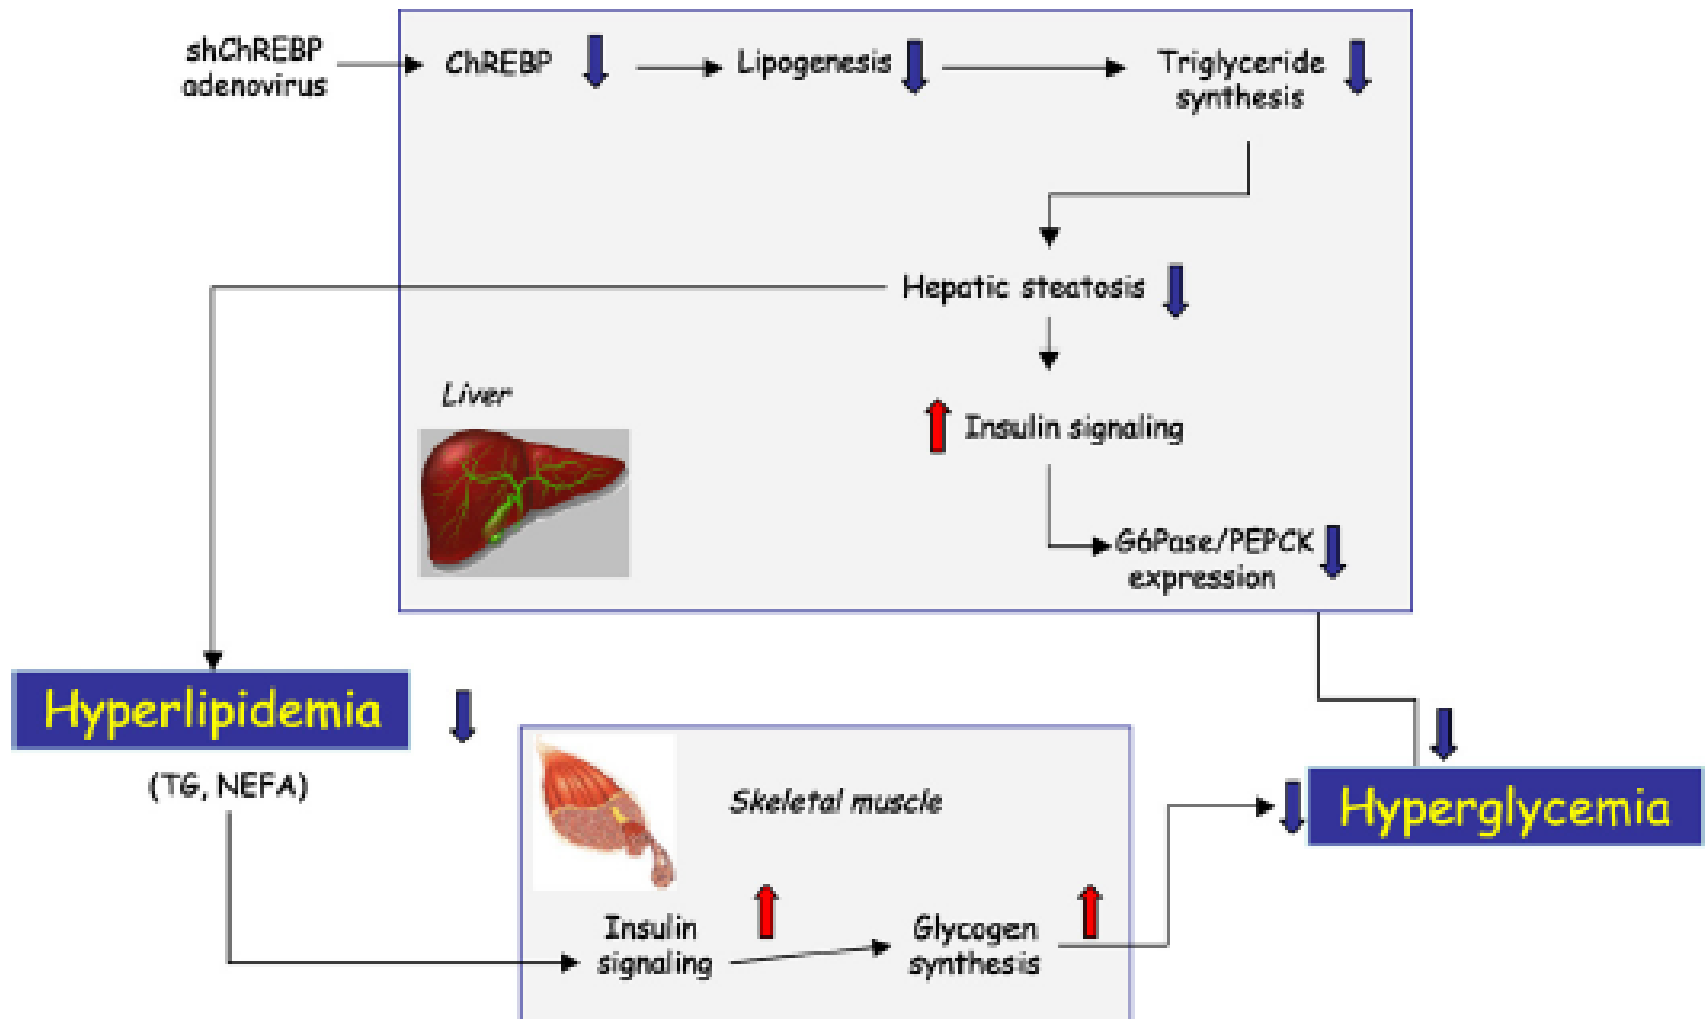 shChREBP
adenovirus
ChREBP
Lipogenesis
Triglyceride
synthesis
Hepatic steatosis
Liver
Insulin signaling
G6Pase/PEPCK
expression
Hyperlipidemia
(TG, NEFA)
Skeletal muscle
Hyperglycemia
Insulin
signaling
Glycogen
synthesis